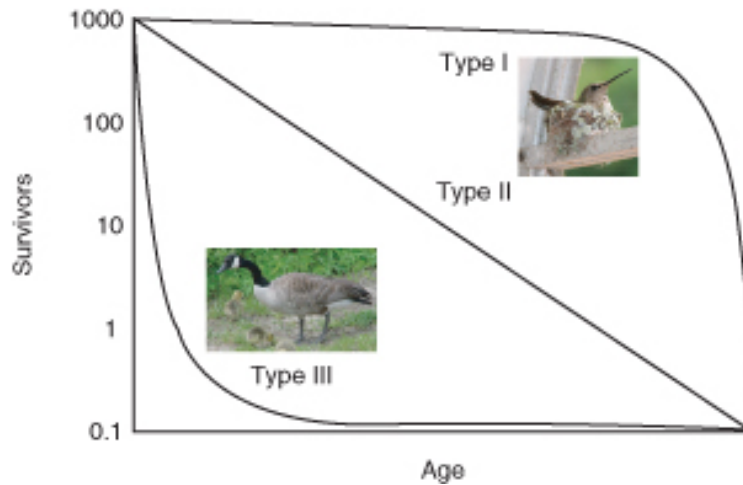 1000
Type I
100
Type II
10
Survivors
1
Type III
0.1
Age